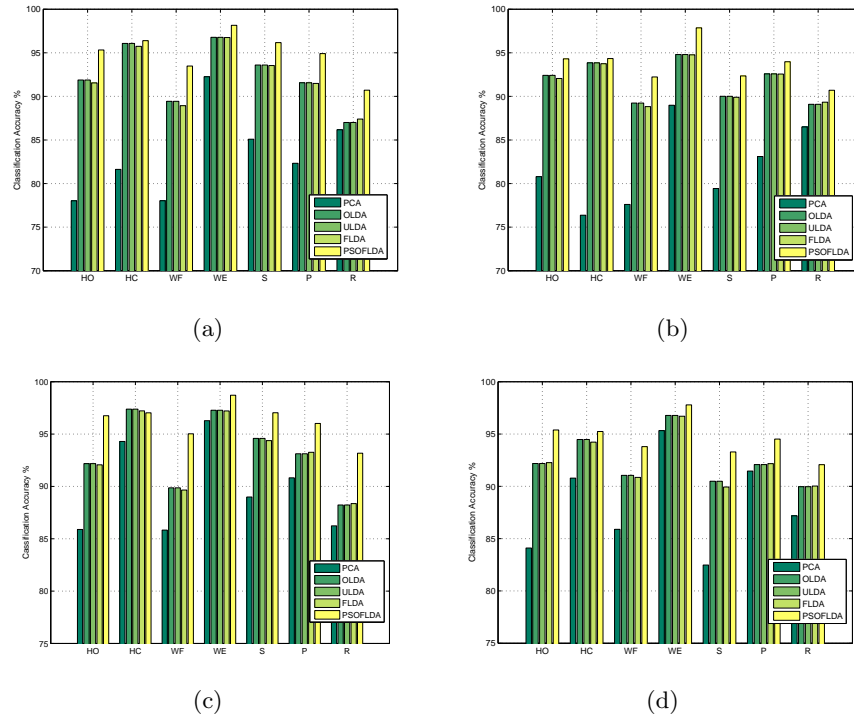 100
95
90
85
80
75
70
Classification Accuracy %
HO HC WF WE S P R
PCA
OLDA
ULDA
FLDA
PSOFLDA
(a)
100
95
90
85
80
75
70
Classification Accuracy %
HO HC WF WE S P R
PCA
OLDA
ULDA
FLDA
PSOFLDA
(b)
100
95
90
85
80
75
Cassification Accuracy %
HO HC WF WE S P R
PCA
OLDA
ULDA
FLDA
PSOFLDA
(c)
100
95
90
85
80
75
Classification Accuracy %
HO HC WF WE S P R
PCA
OLDA
ULDA
FLDA
PSOFLDA
(d)